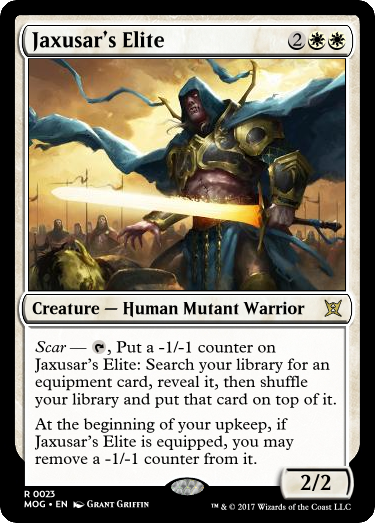 Jaxusar's Elite 2
Creature — Human Mutant Warrior
Scar — , Put a -1/-1 counter on
Jaxusar's Elite: Search your library for an
equipment card, reveal it, then shuffle
your library and put that card on top of it.
At the beginning of your upkeep, if
Jaxusar's Elite is equipped, you may
remove a -1/-1 counter from it.
2/2
R 0023
MOG • EN Grant Griffin
™ & © 2017 Wizards of the Coast LLC